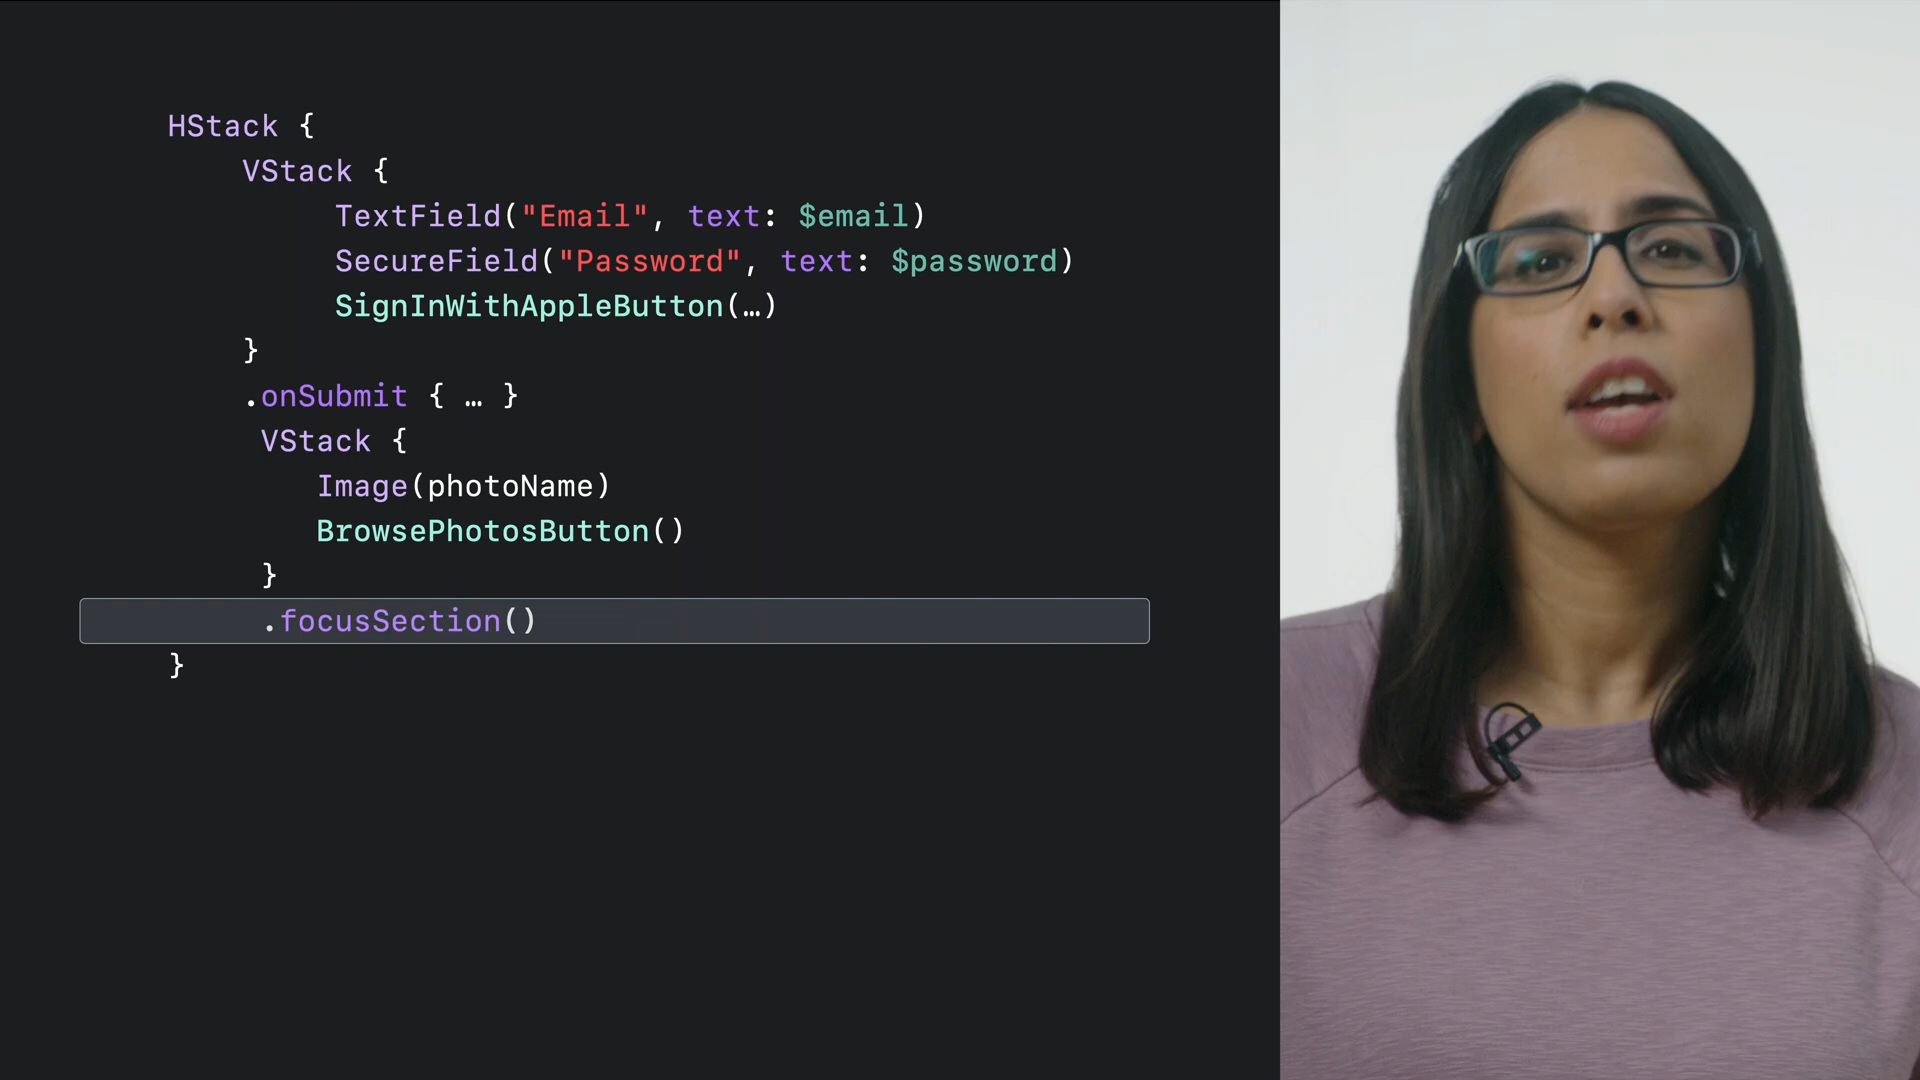 HStack {
VStack {
TextField("Email", text: $email)
SecureField("Password", text: $password)
SignInWithAppleButton(…)
}
.onSubmit { … }
VStack {
Image(photoName)
BrowsePhotosButton()
}
.focusSection()
}